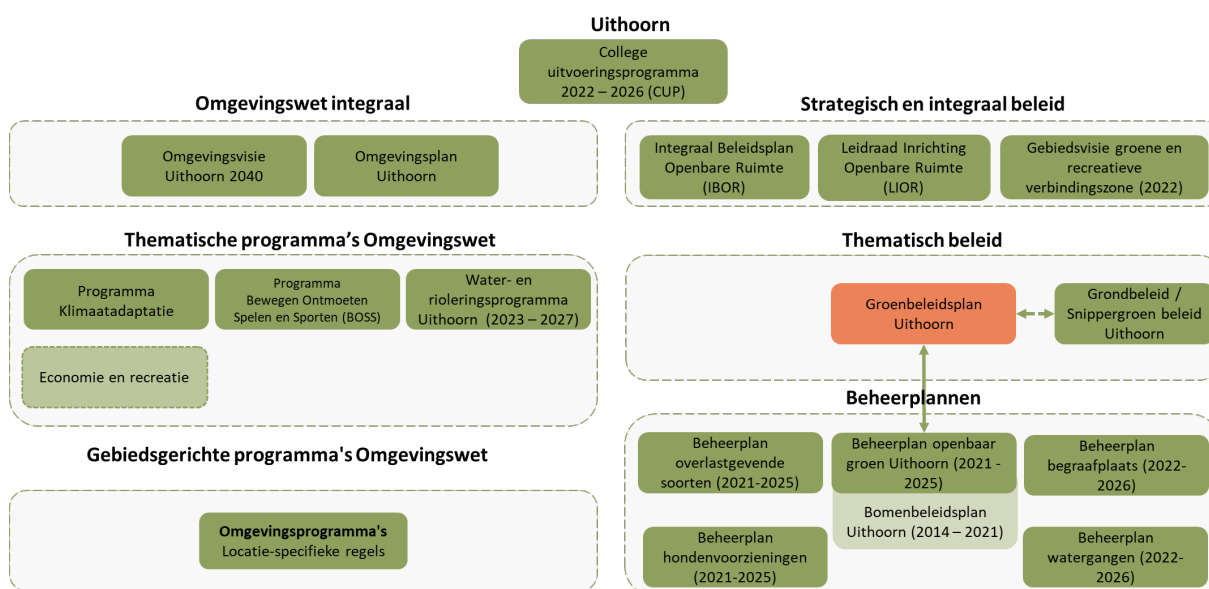 Uithoorn
College
uitvoeringsprogramma
2022 – 2026 (CUP)
Omgevingswet integraal
Omgevingsvisie
Uithoorn 2040
Omgevingsplan
Uithoorn
Strategisch en integraal beleid
Integraal Beleidsplan
Openbare Ruimte
(IBOR)
Leidraad Inrichting
Openbare Ruimte
(LIOR)
Gebiedsvisie groene en
recreatieve
verbindingszone (2022)
Thematische programma’s Omgevingswet
Programma
Klimaatadaptatie
Programma
Bewegen Ontmoeten
Spelen en Sporten (BOSS)
Water- en
rioleringsprogramma
Uithoorn (2023 – 2027)
Economie en recreatie
Thematisch beleid
Groenbeleidsplan
Uithoorn
Grondbeleid /
Snippergroen beleid
Uithoorn
Gebiedsgerichte programma's Omgevingswet
Omgevingsprogramma's
Locatie-specifieke regels
Beheerplannen
Beheerplan
overlastgevende
soorten (2021-2025)
Beheerplan openbaar
groen Uithoorn (2021 -
2025)
Bomenbeleidsplan
Uithoorn (2014 – 2021)
Beheerplan
begraafplaats (2022-
2026)
Beheerplan
hondenvoorzieningen
(2021-2025)
Beheerplan
watergangen (2022-
2026)